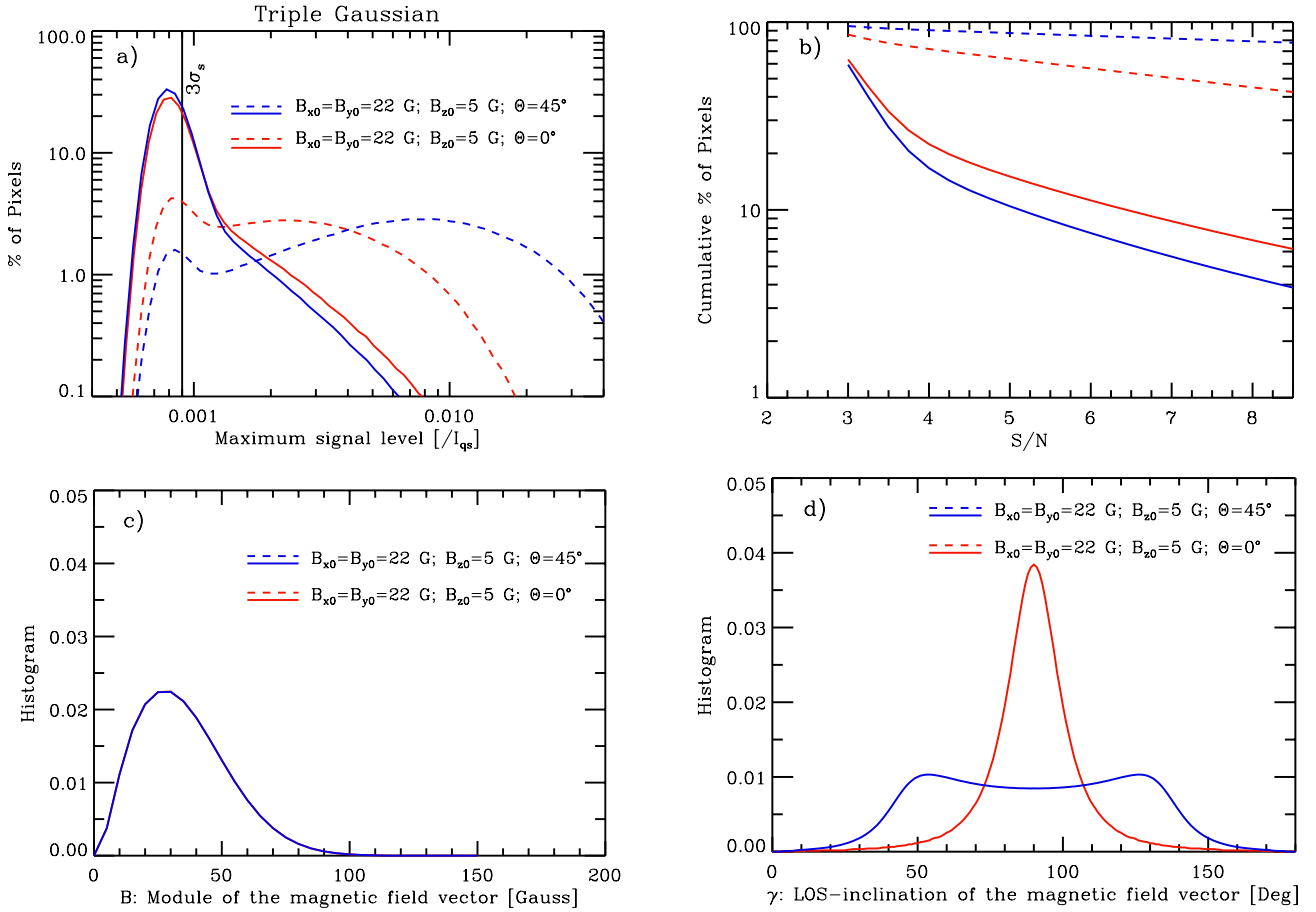 Triple Gaussian
a)
3σs
Bx0=By0=22 G; Bz0=5 G; Θ=45°
Bx0=By0=22 G; Bz0=5 G; Θ=0°
100.0
10.0
1.0
0.1
% of Pixels
0.001
0.010
Maximum signal level [/Iqs]
b)
100
10
1
Cumulative % of Pixels
2
3
4
5
6
7
8
S/N
c)
Bx0=By0=22 G; Bz0=5 G; Θ=45°
Bx0=By0=22 G; Bz0=5 G; Θ=0°
0.05
0.04
0.03
0.02
0.01
0.00
Histogram
0
50
100
150
200
B: Module of the magnetic field vector [Gauss]
d)
Bx0=By0=22 G; Bz0=5 G; Θ=45°
Bx0=By0=22 G; Bz0=5 G; Θ=0°
0.05
0.04
0.03
0.02
0.01
0.00
Histogram
0
50
100
150
γ: LOS-inclination of the magnetic field vector [Deg]